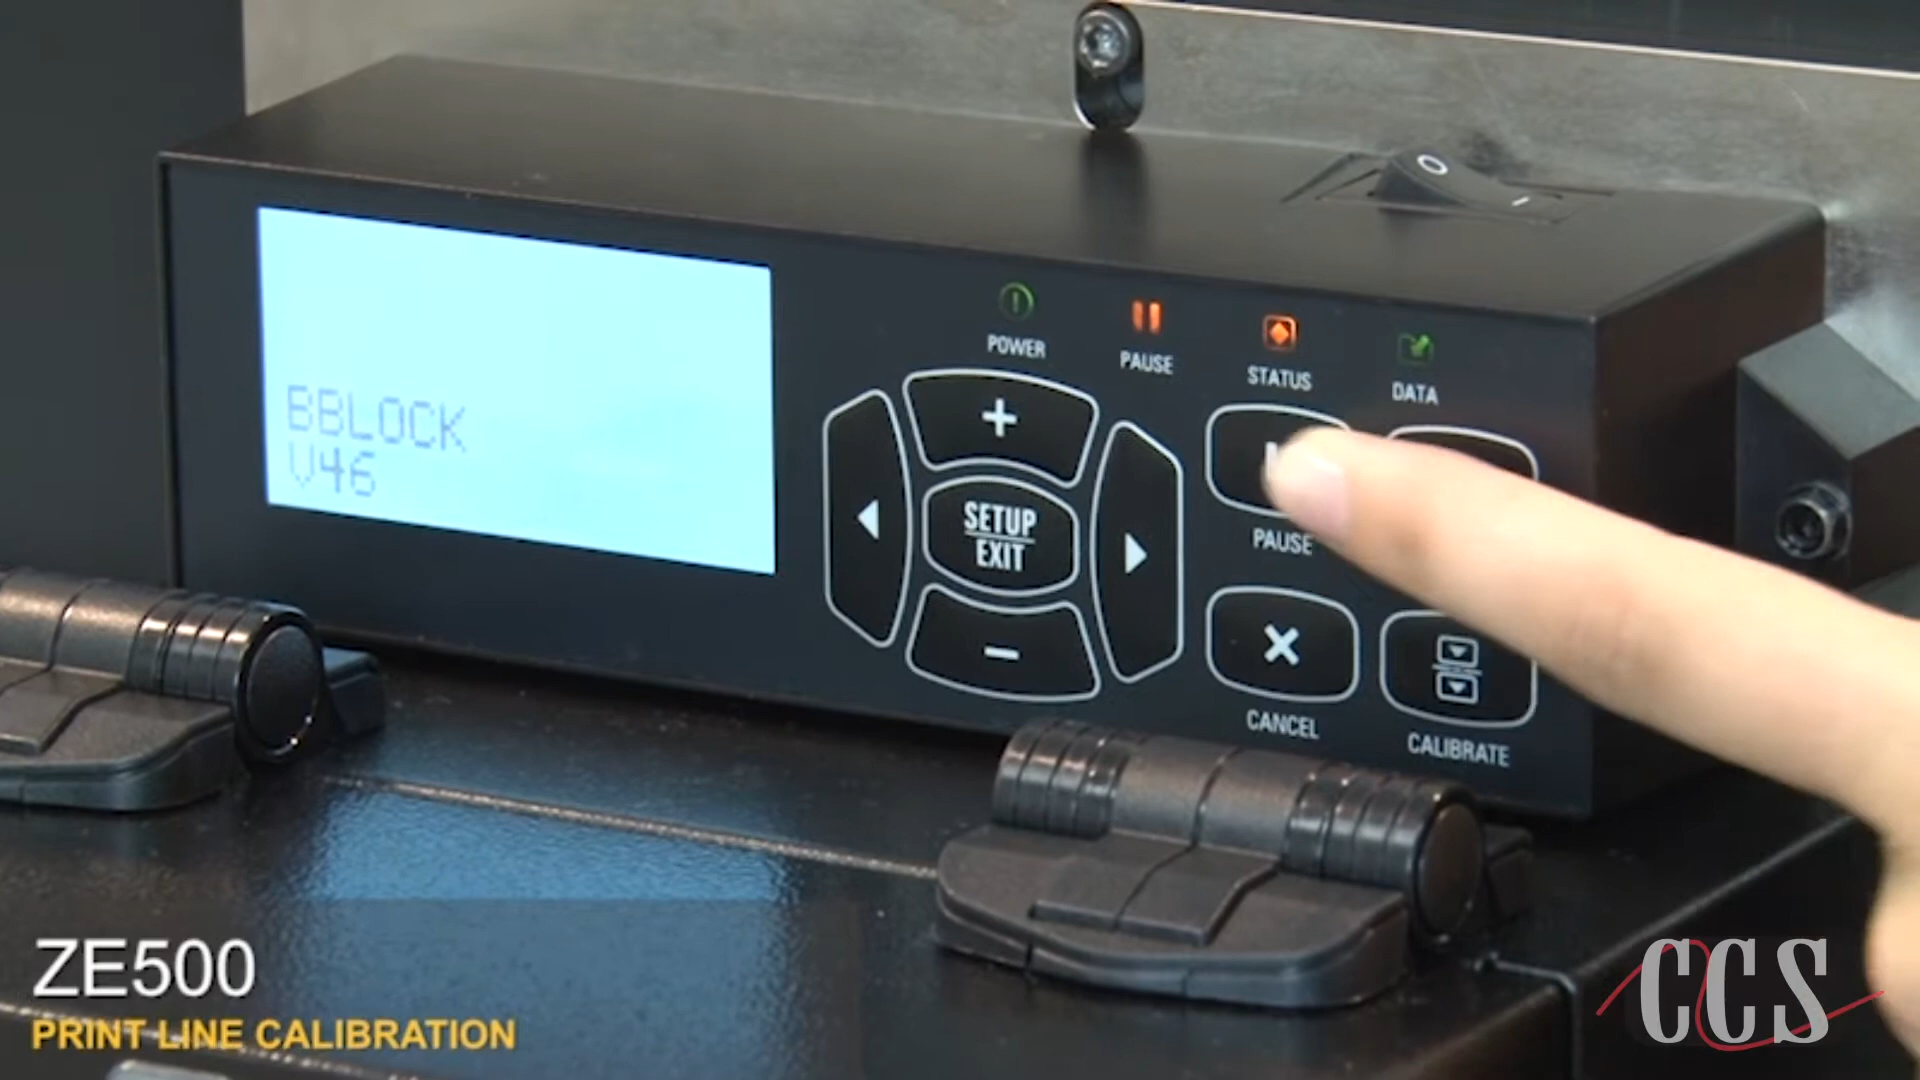 BBLOCK
V46
POWER
PAUSE
STATUS
DATA
SETUP
EXIT
PAUSE
CANCEL
CALIBRATE
ZE500
PRINT LINE CALIBRATION
CCS